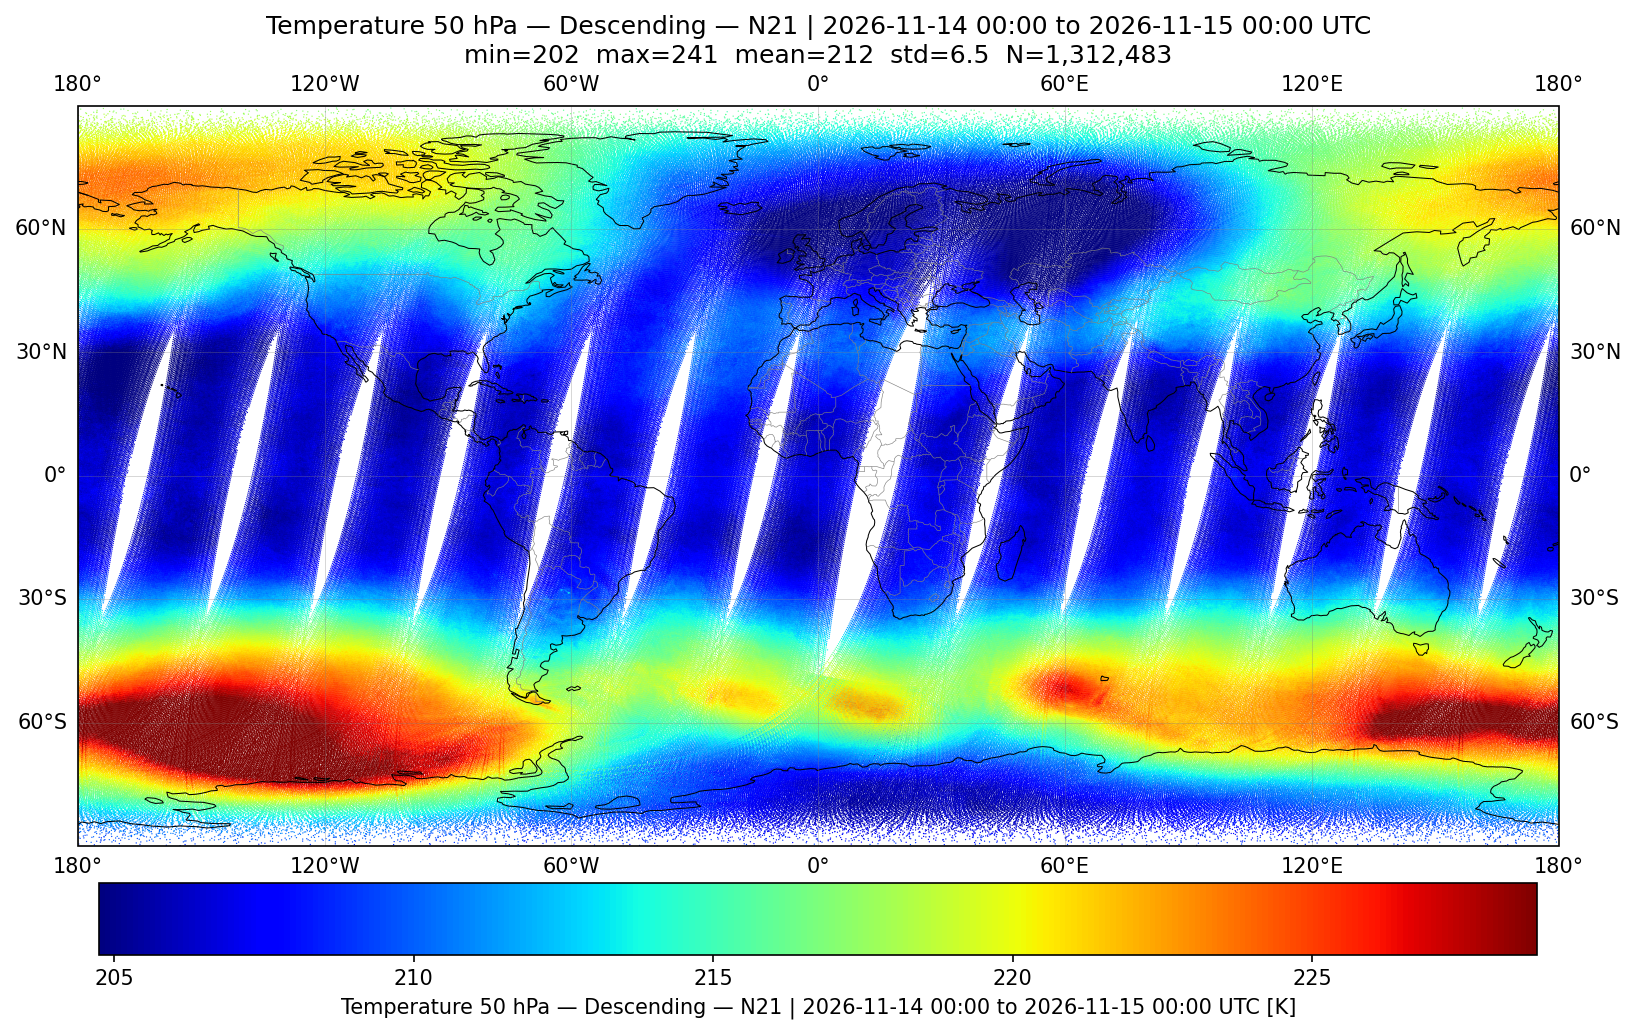 Temperature 50 hPa — Descending — N21 | 2026-11-14 00:00 to 2026-11-15 00:00 UTC
min=202  max=241  mean=212  std=6.5  N=1,312,483
180° 120°W 60°W 0° 60°E 120°E 180°
60°N 60°N
30°N 30°N
0° 0°
30°S 30°S
60°S 60°S
180° 120°W 60°W 0° 60°E 120°E 180°
205 210 215 220 225
Temperature 50 hPa — Descending — N21 | 2026-11-14 00:00 to 2026-11-15 00:00 UTC [K]